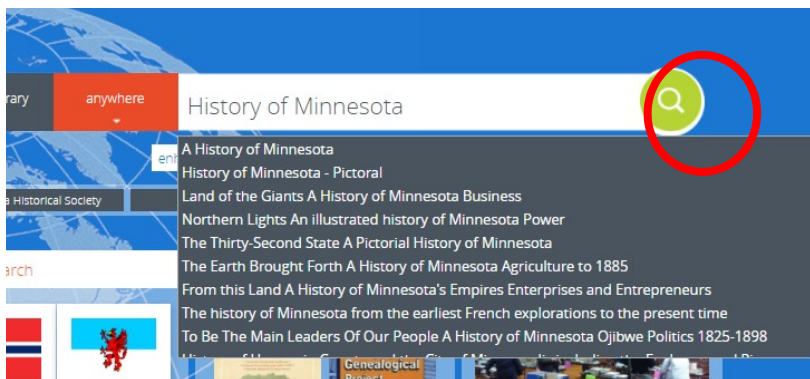 rary
anywhere
History of Minnesota
enh
A History of Minnesota
History of Minnesota - Pictoral
Land of the Giants A History of Minnesota Business
a Historical Society
Northern Lights An illustrated history of Minnesota Power
The Thirty-Second State A Pictorial History of Minnesota
arch
The Earth Brought Forth A History of Minnesota Agriculture to 1885
From this Land A History of Minnesota's Empires Enterprises and Entrepreneurs
The history of Minnesota from the earliest French explorations to the present time
To Be The Main Leaders Of Our People A History of Minnesota Ojibwe Politics 1825-1898
Genealogical